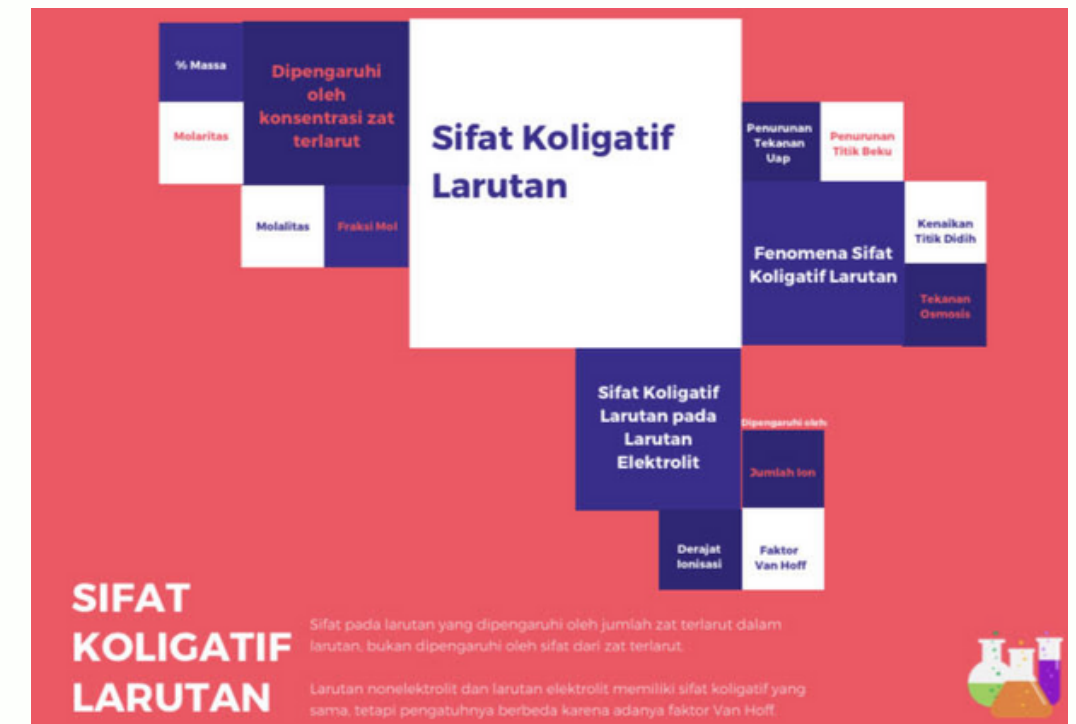 % Massa
Dipengaruhi
oleh
konsentrasi zat
terlarut
Molaritas
Molalitas
Fraksi Mol
Sifat Koligatif
Larutan
Penurunan
Tekanan
Uap
Penurunan
Titik Beku
Fenomena Sifat
Koligatif Larutan
Kenaikan
Titik Didih
Tekanan
Osmosis
Sifat Koligatif
Larutan pada
Larutan
Elektrolit
Dipengaruhi oleh:
Jumlah Ion
Derajat
Ionisasi
Faktor
Van Hoff
SIFAT
KOLIGATIF
LARUTAN
Sifat pada larutan yang dipengaruhi oleh jumlah zat terlarut dalam
larutan, bukan dipengaruhi oleh sifat dari zat terlarut.
Larutan nonelektrolit dan larutan elektrolit memiliki sifat koligatif yang
sama, tetapi pengatuhnya berbeda karena adanya faktor Van Hoff.